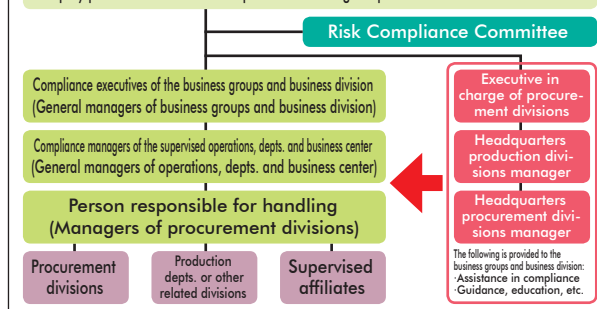 Risk Compliance Committee
Compliance executives of the business groups and business division
(General managers of business groups and business division)
Compliance managers of the supervised operations, depts. and business center
(General managers of operations, depts. and business center)
Person responsible for handling
(Managers of procurement divisions)
Procurement
divisions
Production
depts. or other
related divisions
Supervised
affiliates
Executive in
charge of procure-
ment divisions
Headquarters
production divi-
sions manager
Headquarters
procurement divi-
sions manager
The following is provided to the
business groups and business division:
·Assistance in compliance
·Guidance, education, etc.